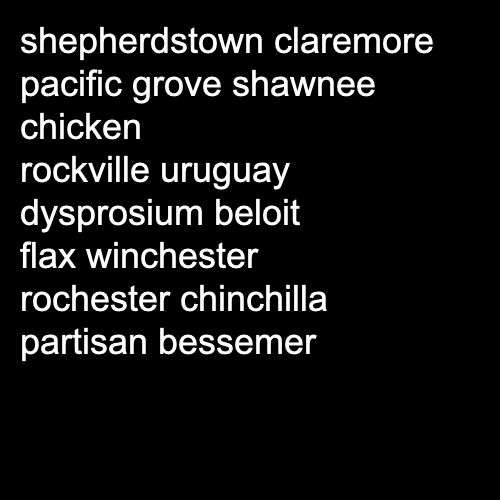 shepherdstown claremore
pacific grove shawnee
chicken
rockville uruguay
dysprosium beloit
flax winchester
rochester chinchilla
partisan bessemer